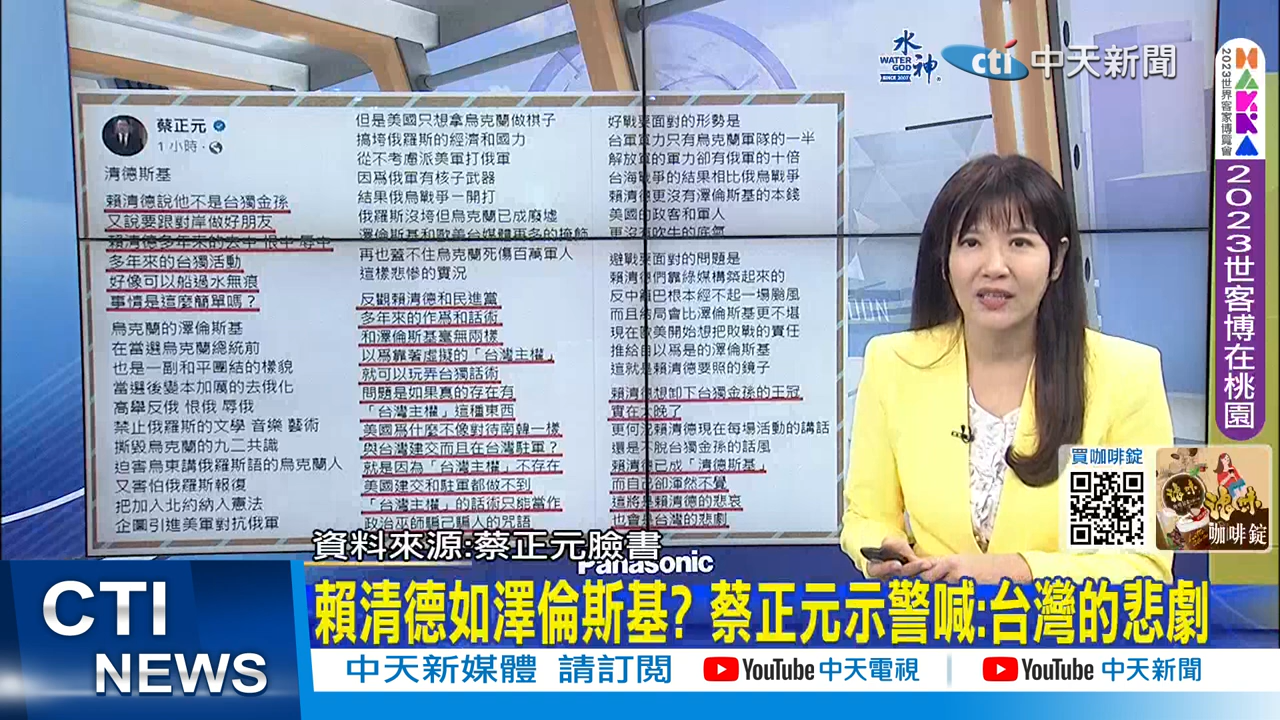 水神
WATER GOD
SINCE 2007
cti 中天新聞
HAKKA
2023世界客家博覽會
2023世客博在桃園
蔡正元
1 小時
清德斯基
賴清德說他不是台獨金孫
又說要跟對岸做好朋友
賴清德多年來的去中 恨中 辱中
多年來的台獨活動
好像可以船過水無痕
事情是這麼簡單嗎？
烏克蘭的澤倫斯基
在當選烏克蘭總統前
也是一副和平團結的樣貌
當選後變本加厲的去俄化
高舉反俄 恨俄 辱俄
禁止俄羅斯的文學 音樂 藝術
撕毀烏克蘭的九二共識
迫害烏東講俄羅斯語的烏克蘭人
又害怕俄羅斯報復
把加入北約納入憲法
企圖引進美軍對抗俄軍
但是美國只想拿烏克蘭做棋子
搞垮俄羅斯的經濟和國力
從不考慮派美軍打俄軍
因爲俄軍有核子武器
結果俄烏戰爭一開打
俄羅斯沒垮但烏克蘭已成廢墟
澤倫斯基和歐美台媒體再多的掩飾
再也蓋不住烏克蘭死傷百萬軍人
這樣悲慘的實況
反觀賴清德和民進黨
多年來的作爲和話術
和澤倫斯基毫無兩樣
以爲靠著虛擬的「台灣主權」
就可以玩弄台獨話術
問題是如果真的存在有
「台灣主權」這種東西
美國爲什麼不像對待南韓一樣
與台灣建交而且在台灣駐軍？
就是因為「台灣主權」不存在
美國建交和駐軍都做不到
「台灣主權」的話術只能當作
政治巫師騙己騙人的咒語
好戰要面對的形勢是
台軍軍力只有烏克蘭軍隊的一半
解放軍的軍力卻有俄軍的十倍
台海戰爭的結果相比俄烏戰爭
賴清德更沒有澤倫斯基的本錢
美國的政客和軍人
更沒有吹牛的底氣
避戰要面對的問題是
賴清德們靠綠媒構築起來的
反中籬巴根本經不起一場颱風
而且結局會比澤倫斯基更不堪
現在歐美開始想把敗戰的責任
推給自以爲是的澤倫斯基
這就是賴清德要照的鏡子
賴清德想卸下台獨金孫的王冠
實在太晚了
更何況賴清德現在每場活動的講話
還是不脫台獨金孫的話風
賴清德已成「清德斯基」
而自己卻渾然不覺
這將是賴清德的悲哀
也會是台灣的悲劇
買咖啡錠
咖啡錠
資料來源:蔡正元臉書
Panasonic
賴清德如澤倫斯基? 蔡正元示警喊:台灣的悲劇
CTI NEWS
中天新媒體 請訂閱 YouTube 中天電視 YouTube 中天新聞